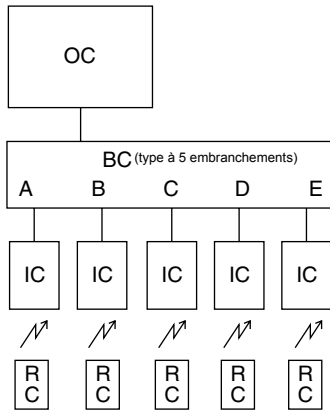 OC
BC (type à 5 embranchements)
A B C D E
IC IC IC IC IC
R R R R R
C C C C C